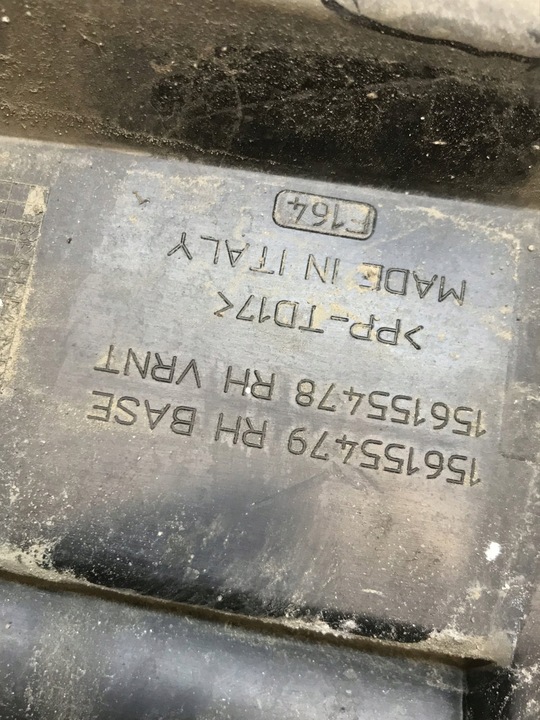 156155479 RH BASE
156155478 RH VRNT
>PP-TD17<
MADE IN ITALY
F164